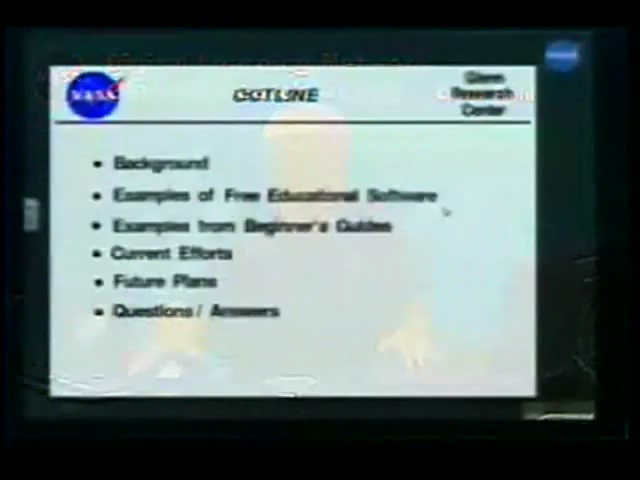 NASA
OUTLINE
Glenn
Research
Center
• Background
• Examples of Free Educational Software
• Examples from Beginner's Guides
• Current Efforts
• Future Plans
• Questions / Answers